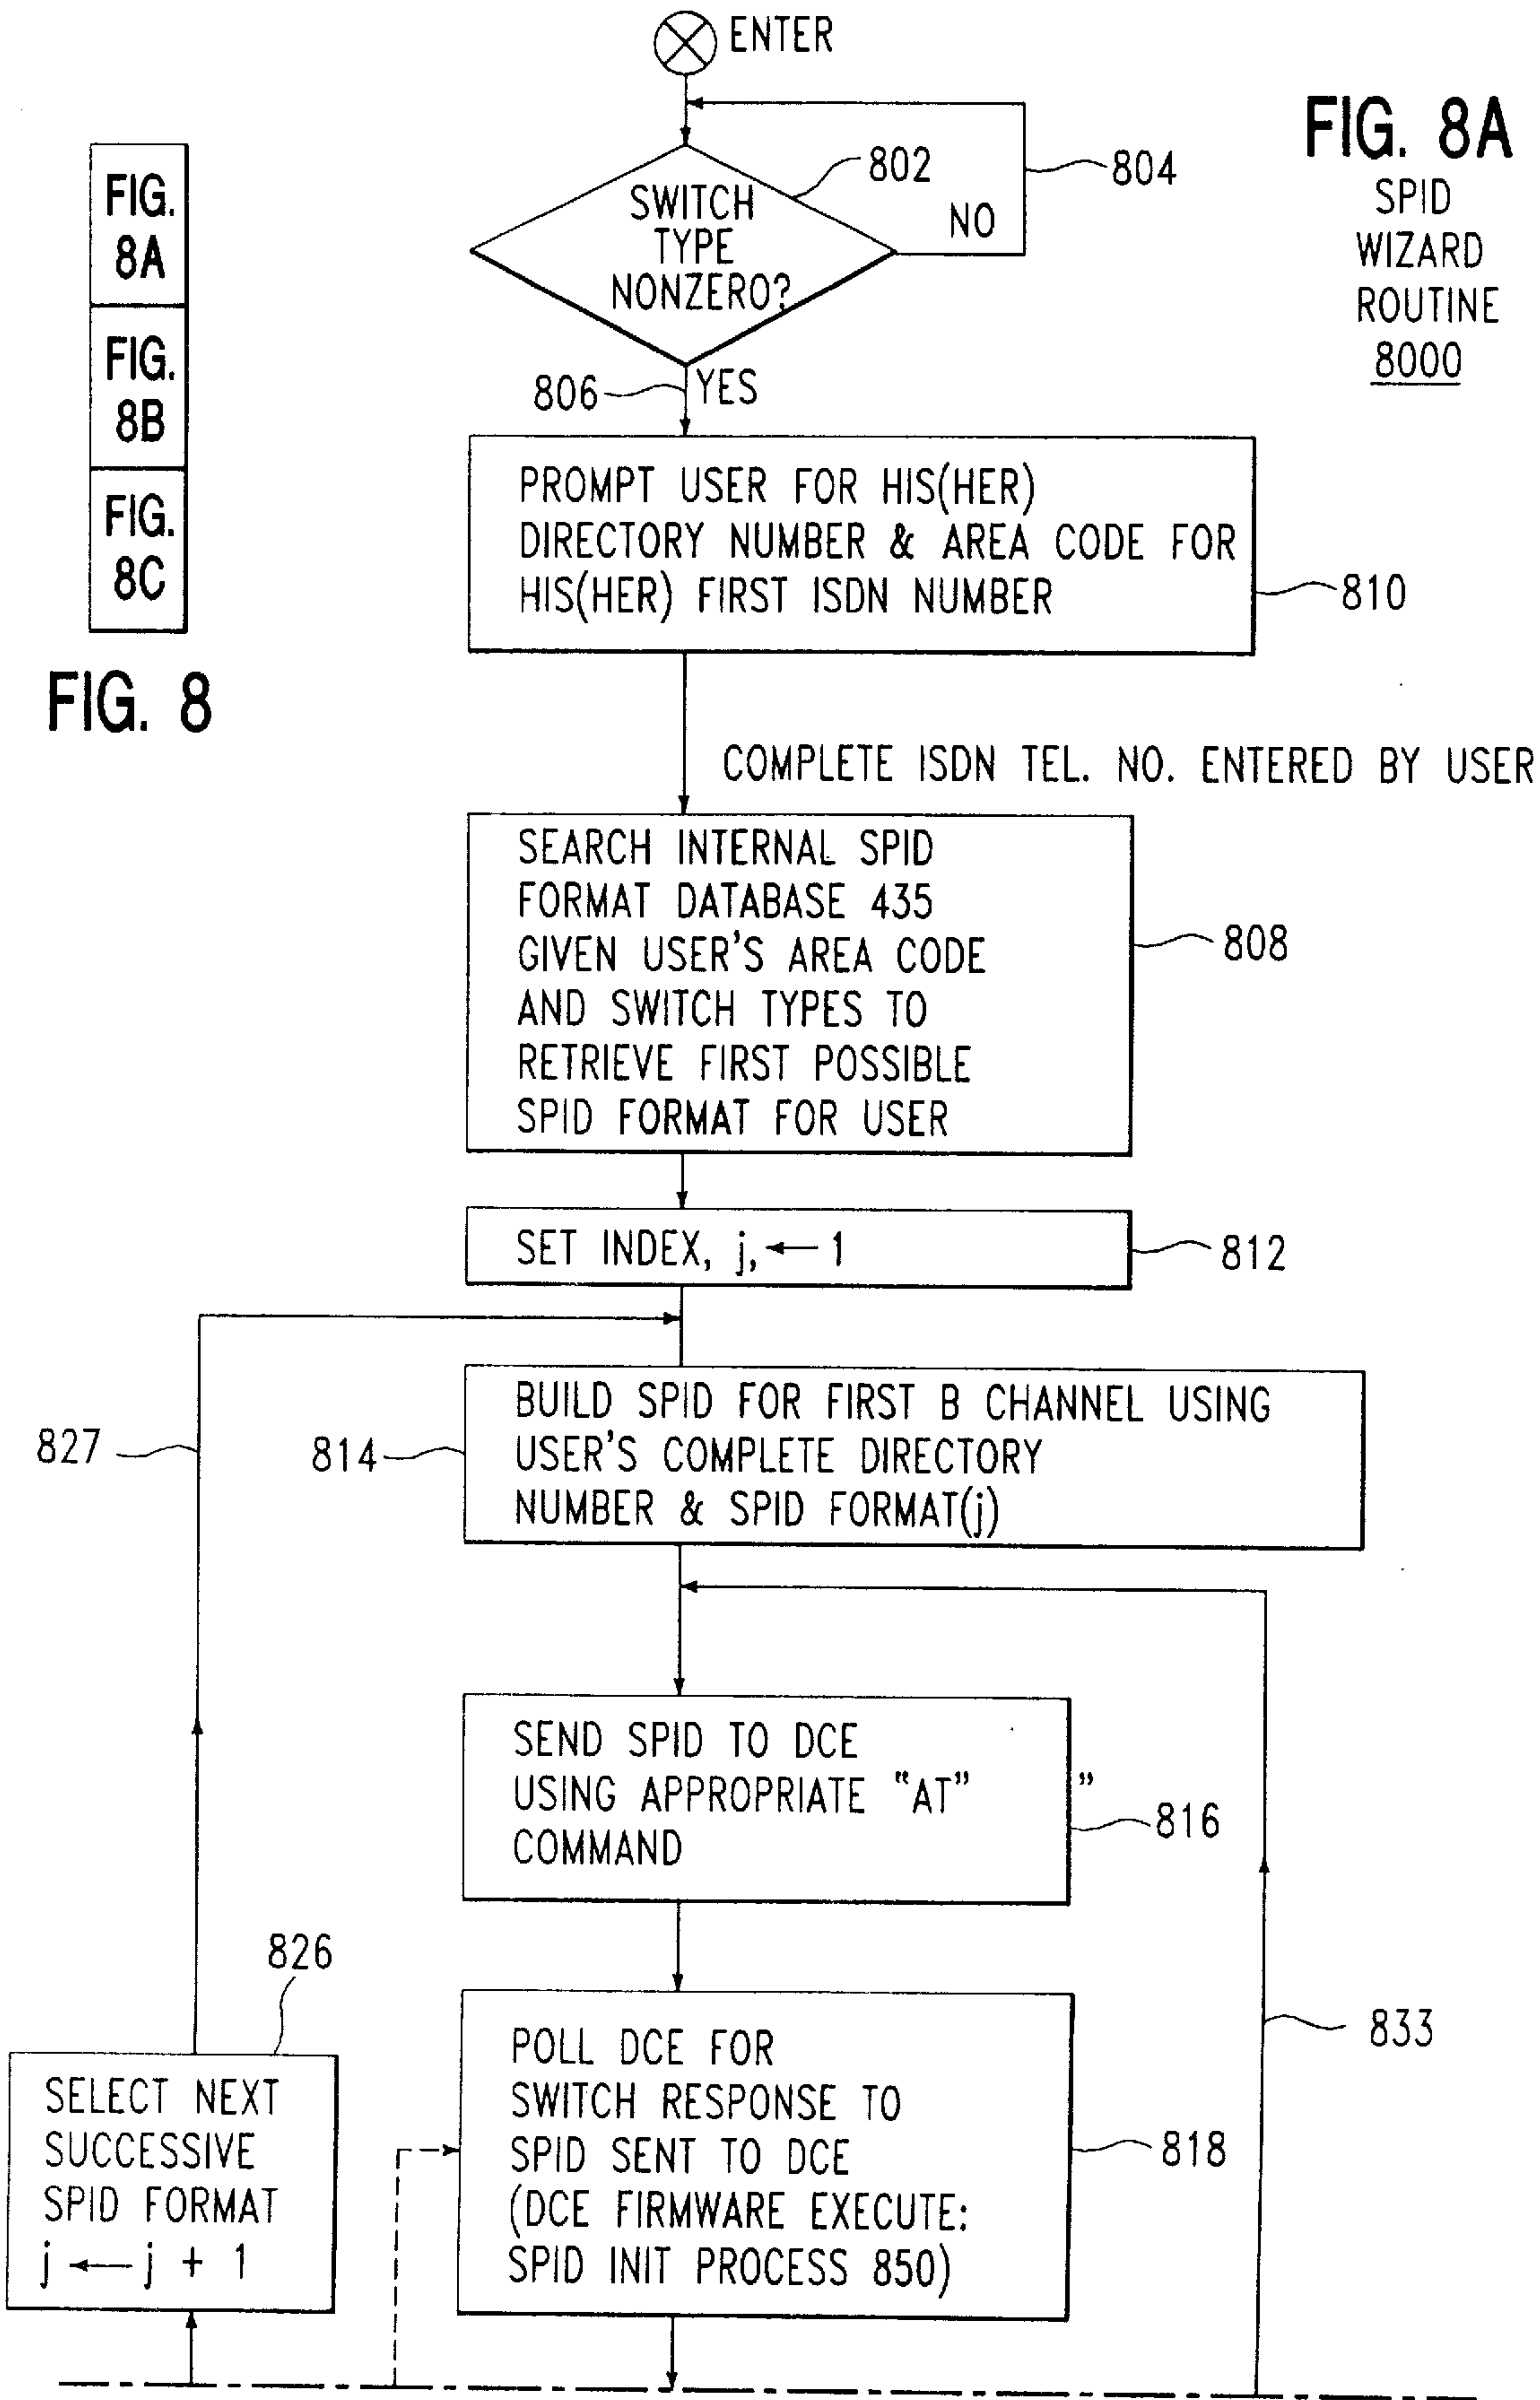 ENTER
FIG. 8A
SPID
WIZARD
ROUTINE
8000
FIG.
8A
FIG.
8B
FIG.
8C
FIG. 8
802
804
SWITCH
TYPE
NONZERO?
NO
806
YES
PROMPT USER FOR HIS(HER)
DIRECTORY NUMBER & AREA CODE FOR
HIS(HER) FIRST ISDN NUMBER
810
COMPLETE ISDN TEL. NO. ENTERED BY USER
SEARCH INTERNAL SPID
FORMAT DATABASE 435
GIVEN USER'S AREA CODE
AND SWITCH TYPES TO
RETRIEVE FIRST POSSIBLE
SPID FORMAT FOR USER
808
SET INDEX, j, ← 1
812
827
814
BUILD SPID FOR FIRST B CHANNEL USING
USER'S COMPLETE DIRECTORY
NUMBER & SPID FORMAT(j)
SEND SPID TO DCE
USING APPROPRIATE "AT" "
COMMAND
816
826
SELECT NEXT
SUCCESSIVE
SPID FORMAT
j ← j + 1
POLL DCE FOR
SWITCH RESPONSE TO
SPID SENT TO DCE
(DCE FIRMWARE EXECUTE:
SPID INIT PROCESS 850)
818
833